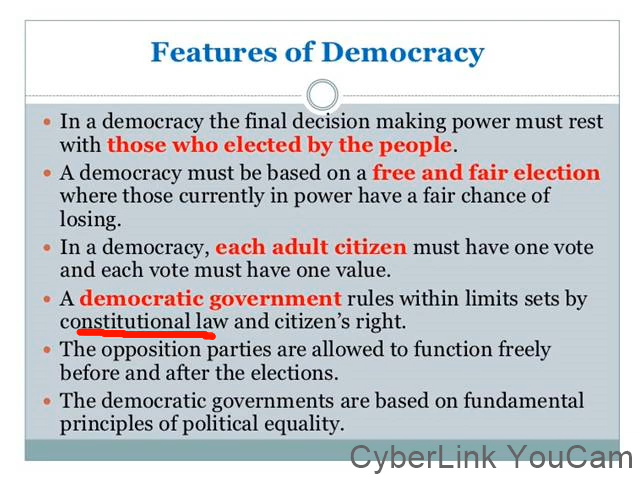 Features of Democracy
• In a democracy the final decision making power must rest
with those who elected by the people.
• A democracy must be based on a free and fair election
where those currently in power have a fair chance of
losing.
• In a democracy, each adult citizen must have one vote
and each vote must have one value.
• A democratic government rules within limits sets by
constitutional law and citizen’s right.
• The opposition parties are allowed to function freely
before and after the elections.
• The democratic governments are based on fundamental
principles of political equality.
CyberLink YouCam